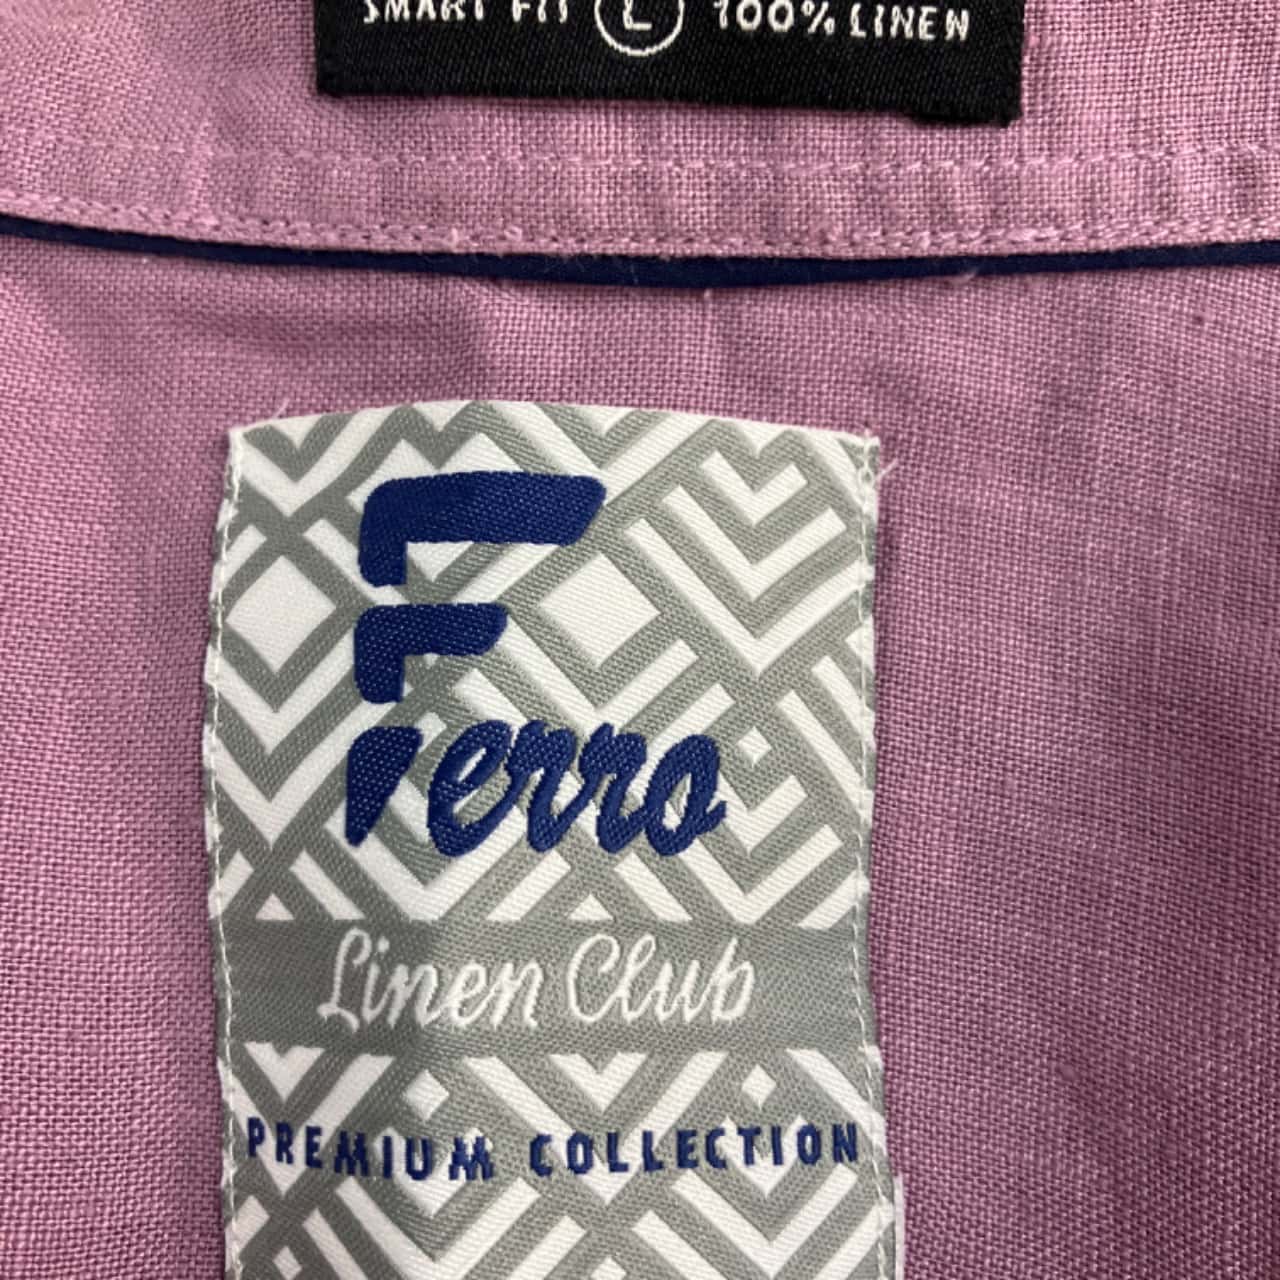 SMART FIT L 100% LINEN
Ferro
Linen Club
PREMIUM COLLECTION